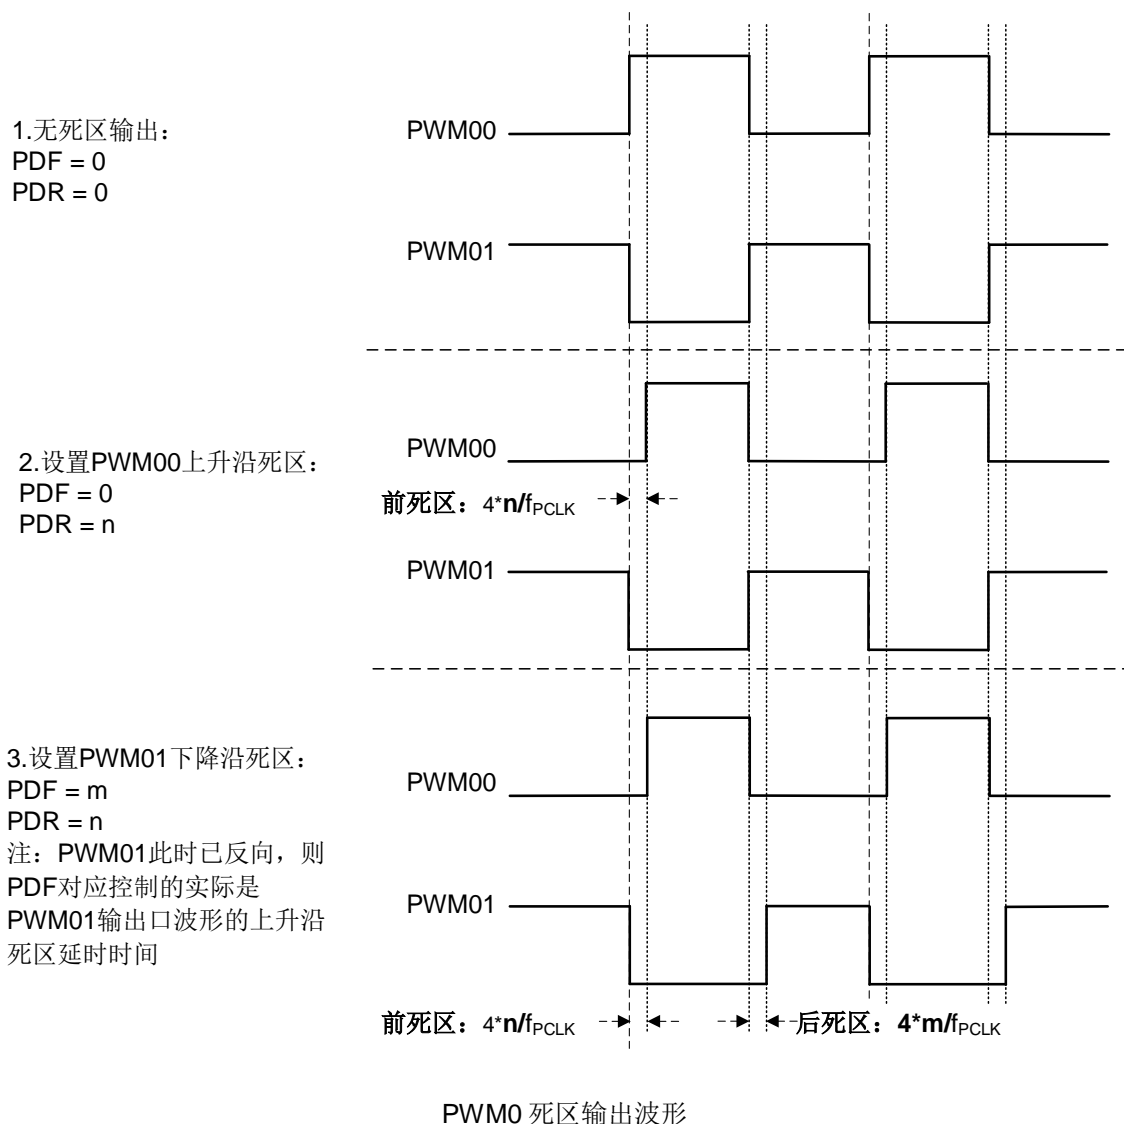 1.无死区输出：
PDF = 0
PDR = 0
PWM00
PWM01
2.设置PWM00上升沿死区：
PDF = 0
PDR = n
PWM00
前死区：4*n/fPCLK
PWM01
3.设置PWM01下降沿死区：
PDF = m
PDR = n
注：PWM01此时已反向，则
PDF对应控制的实际是
PWM01输出口波形的上升沿
死区延时时间
PWM00
PWM01
前死区：4*n/fPCLK
后死区：4*m/fPCLK
PWM0 死区输出波形